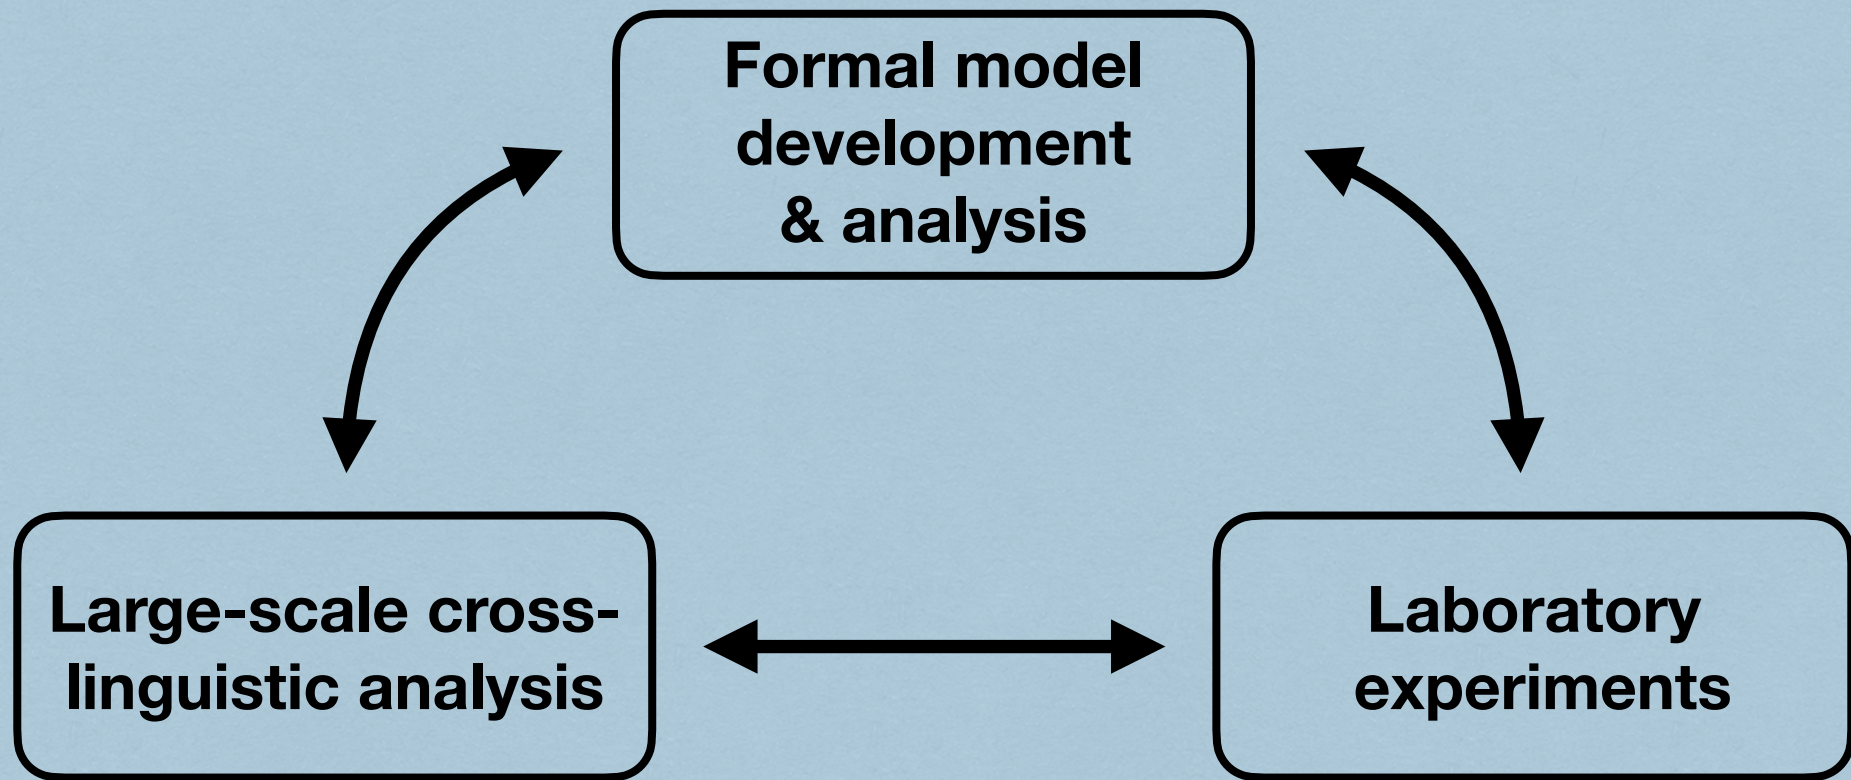 Formal model
development
& analysis
Large-scale cross-
linguistic analysis
Laboratory
experiments